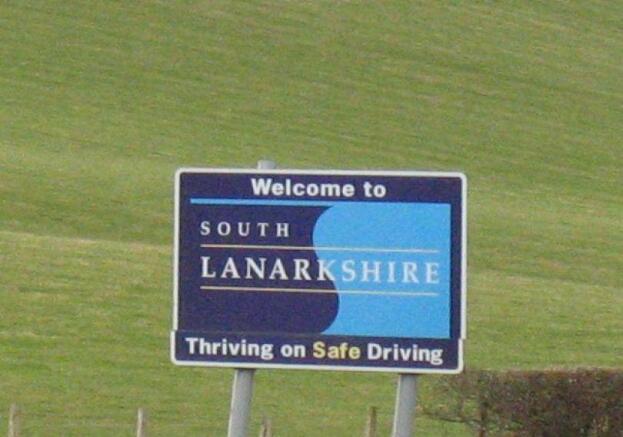 Welcome to
SOUTH
LANARKSHIRE
Thriving on Safe Driving